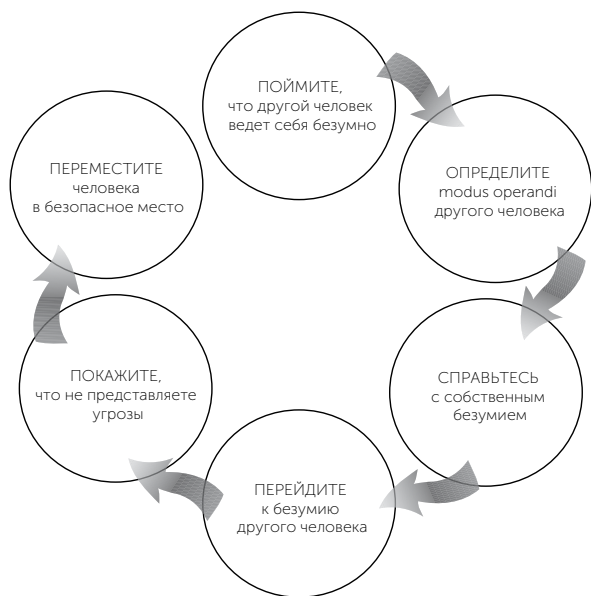 ПОЙМИТЕ,
что другой человек
ведет себя безумно
ОПРЕДЕЛИТЕ
modus operandi
другого человека
СПРАВЬТЕСЬ
с собственным
безумием
ПЕРЕЙДИТЕ
к безумию
другого человека
ПОКАЖИТЕ,
что не представляете
угрозы
ПЕРЕМЕСТИТЕ
человека
в безопасное место